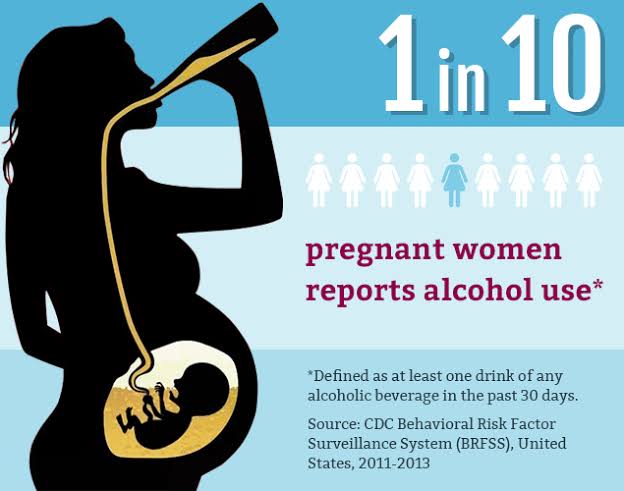 1 in 10
pregnant women
reports alcohol use*
*Defined as at least one drink of any
alcoholic beverage in the past 30 days.
Source: CDC Behavioral Risk Factor
Surveillance System (BRFSS), United
States, 2011-2013